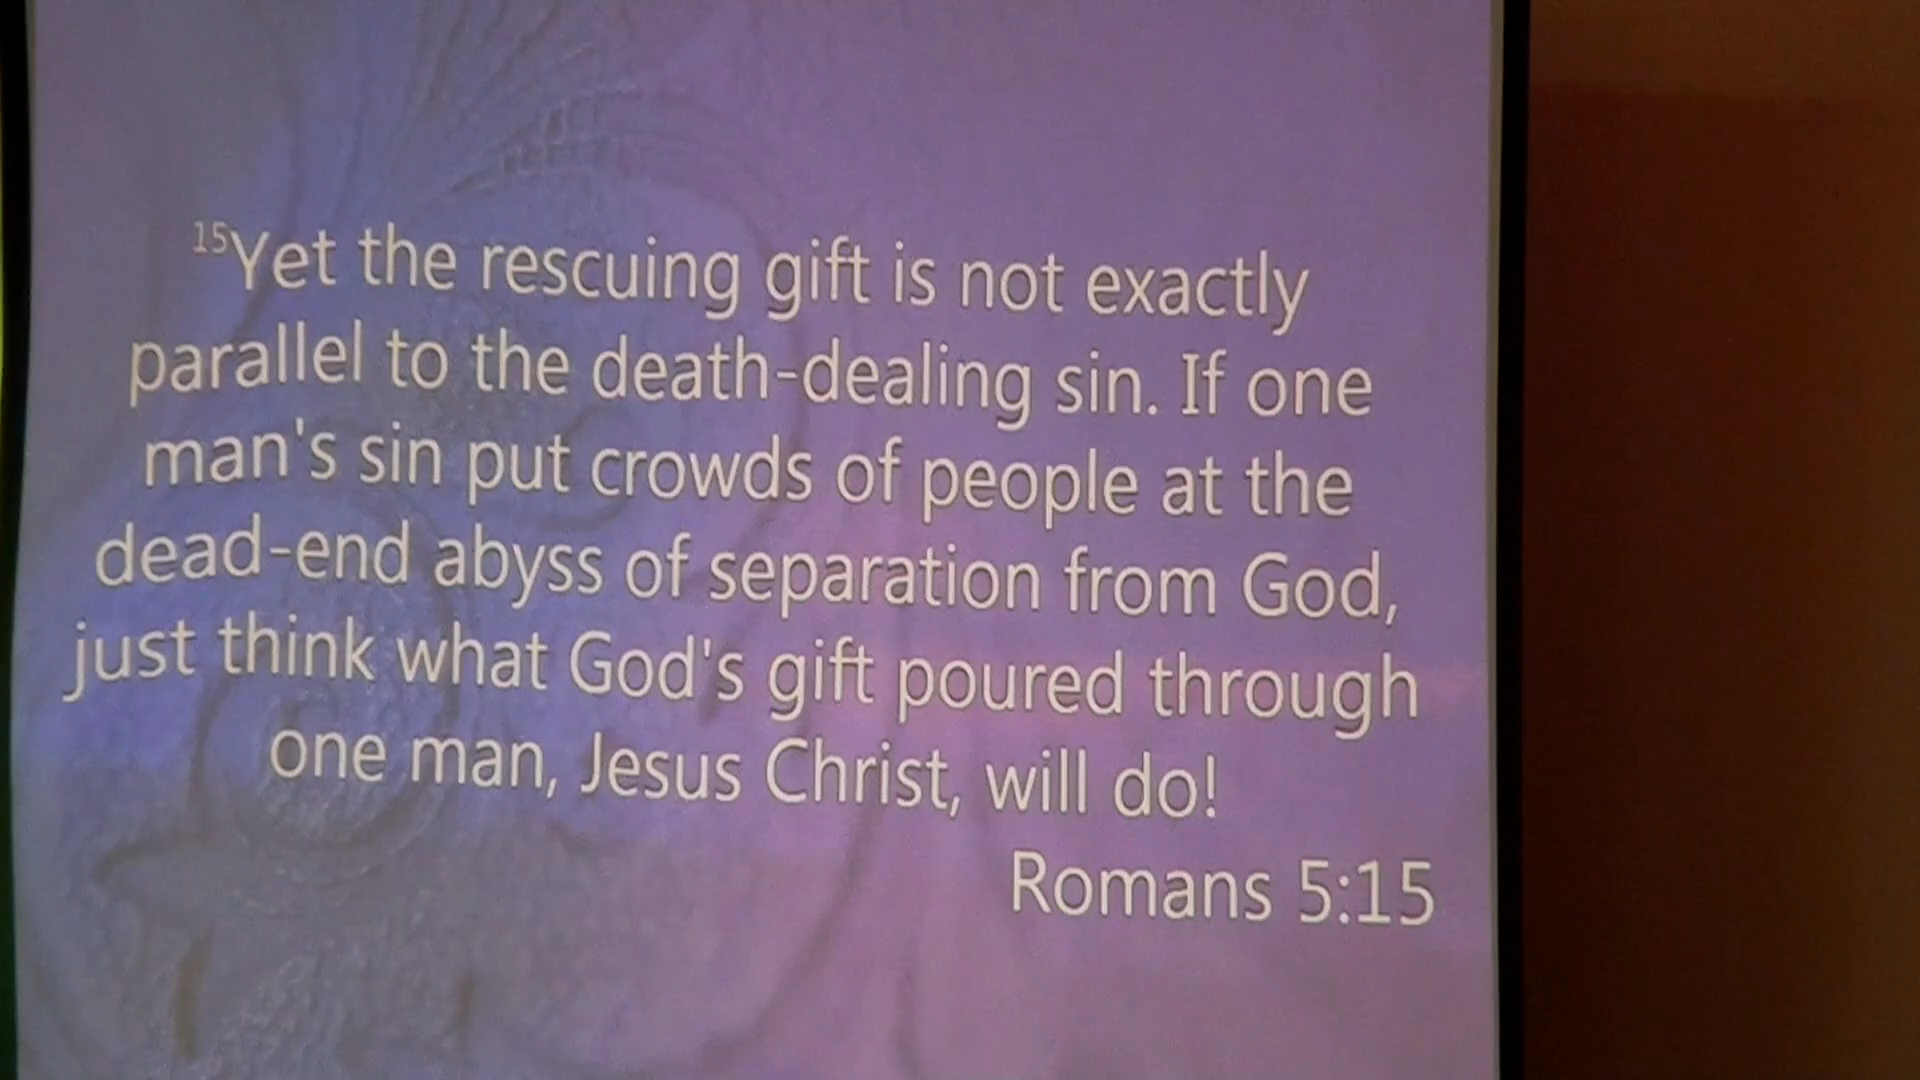 15Yet the rescuing gift is not exactly
parallel to the death-dealing sin. If one
man's sin put crowds of people at the
dead-end abyss of separation from God,
just think what God's gift poured through
one man, Jesus Christ, will do!
Romans 5:15